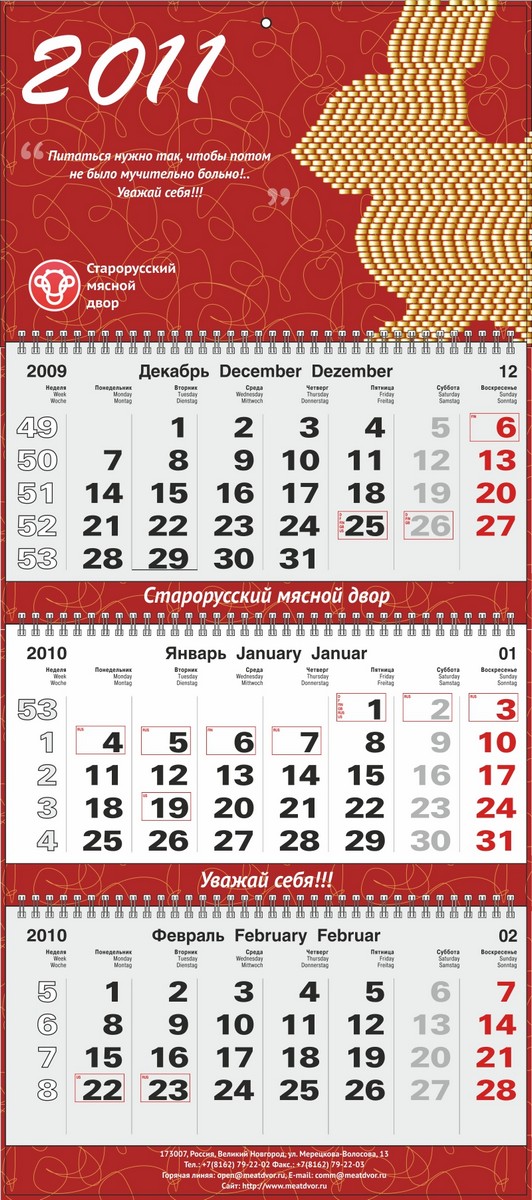 2011
“ Питаться нужно так, чтобы потом
не было мучительно больно!..
Уважай себя!!! ”
Старорусский
мясной
двор
2009 Декабрь December Dezember 12
Неделя Понедельник Вторник Среда Четверг Пятница Суббота Воскресенье
Week Monday Tuesday Wednesday Thursday Friday Saturday Sunday
Woche Montag Dienstag Mittwoch Donnerstag Freitag Samstag Sonntag
49 1 2 3 4 5 6
50 7 8 9 10 11 12 13
51 14 15 16 17 18 19 20
52 21 22 23 24 25 26 27
53 28 29 30 31
Старорусский мясной двор
2010 Январь January Januar 01
Неделя Понедельник Вторник Среда Четверг Пятница Суббота Воскресенье
Week Monday Tuesday Wednesday Thursday Friday Saturday Sunday
Woche Montag Dienstag Mittwoch Donnerstag Freitag Samstag Sonntag
53 1 2 3
1 4 5 6 7 8 9 10
2 11 12 13 14 15 16 17
3 18 19 20 21 22 23 24
4 25 26 27 28 29 30 31
Уважай себя!!!
2010 Февраль February Februar 02
Неделя Понедельник Вторник Среда Четверг Пятница Суббота Воскресенье
Week Monday Tuesday Wednesday Thursday Friday Saturday Sunday
Woche Montag Dienstag Mittwoch Donnerstag Freitag Samstag Sonntag
5 1 2 3 4 5 6 7
6 8 9 10 11 12 13 14
7 15 16 17 18 19 20 21
8 22 23 24 25 26 27 28
173007, Россия, Великий Новгород, ул. Мерецкова-Волосова, 13
Тел.: +7(8162) 79-22-02 Факс.: +7(8162) 79-22-03
Горячая линия: open@meatdvor.ru, E-mail: comm@meatdvor.ru
Сайт: http://www.meatdvor.ru